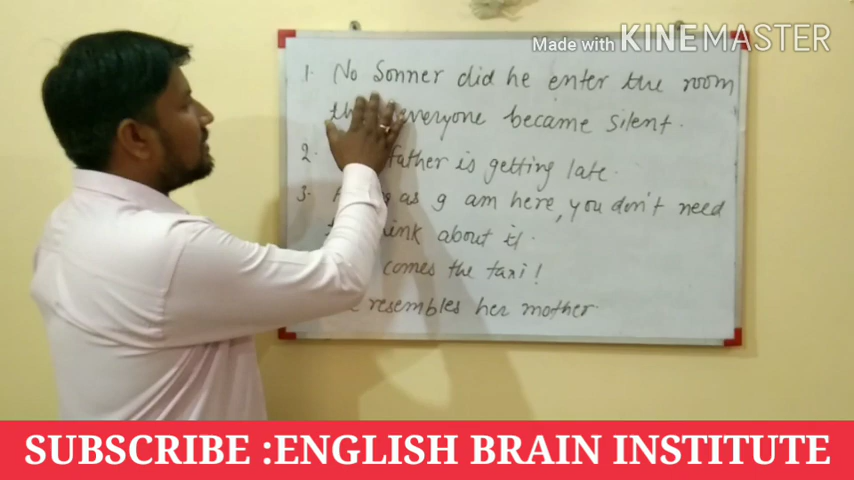 Made with KINEMASTER
1. No Sonner did he enter the room
everyone became silent.
2. father is getting late.
3. as I am here, you don't need
about it.
comes the taxi!
resembles her mother.
SUBSCRIBE :ENGLISH BRAIN INSTITUTE